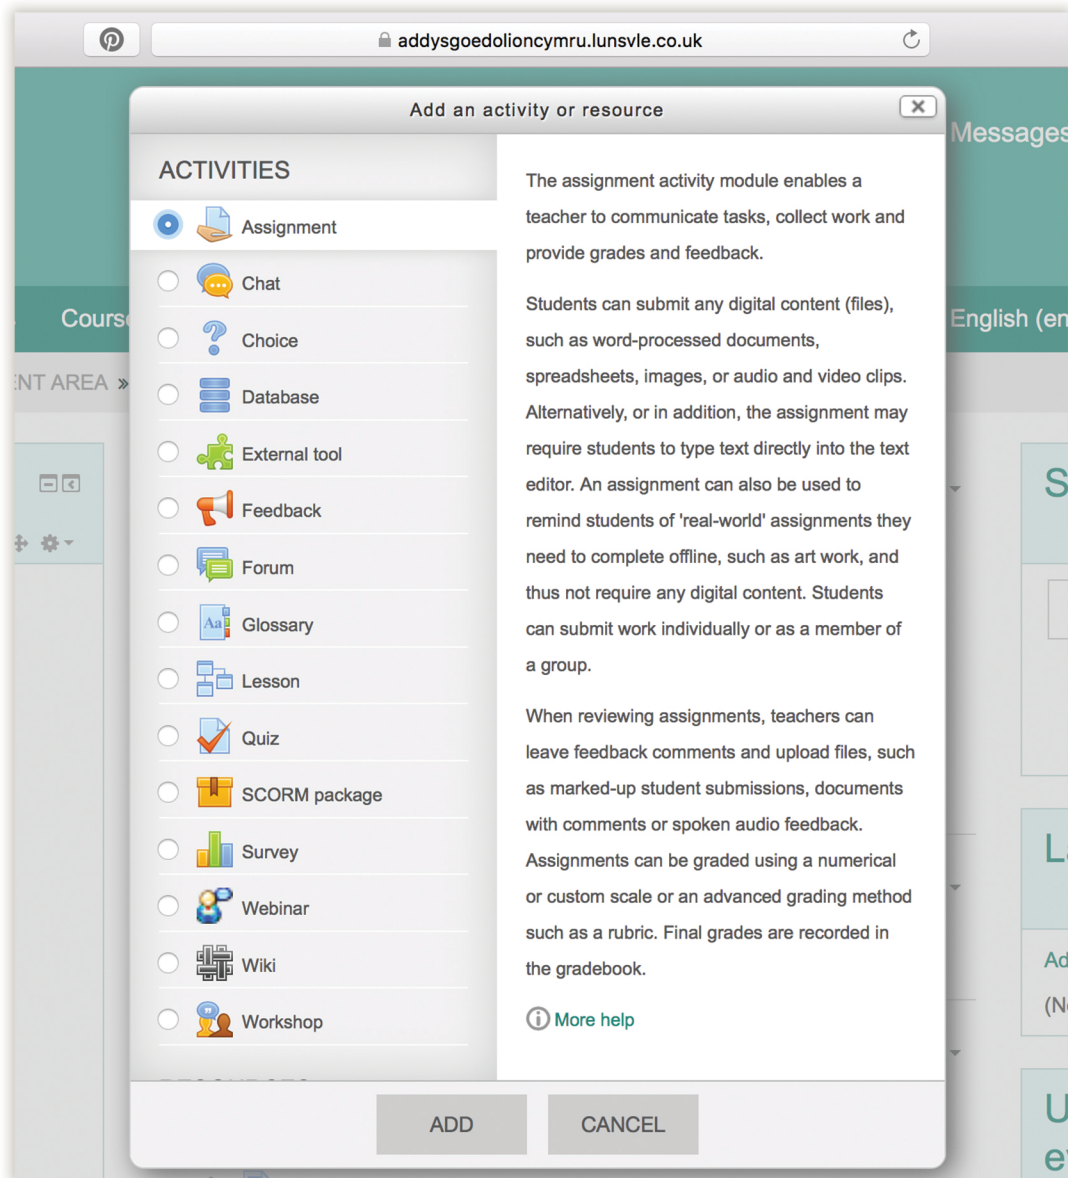 addysgoedolioncymru.lunsvle.co.uk
Add an activity or resource
Messages
English (en
NT AREA »
ACTIVITIES
Assignment
Chat
Choice
Database
External tool
Feedback
Forum
Glossary
Lesson
Quiz
SCORM package
Survey
Webinar
Wiki
Workshop
The assignment activity module enables a
teacher to communicate tasks, collect work and
provide grades and feedback.
Students can submit any digital content (files),
such as word-processed documents,
spreadsheets, images, or audio and video clips.
Alternatively, or in addition, the assignment may
require students to type text directly into the text
editor. An assignment can also be used to
remind students of 'real-world' assignments they
need to complete offline, such as art work, and
thus not require any digital content. Students
can submit work individually or as a member of
a group.
When reviewing assignments, teachers can
leave feedback comments and upload files, such
as marked-up student submissions, documents
with comments or spoken audio feedback.
Assignments can be graded using a numerical
or custom scale or an advanced grading method
such as a rubric. Final grades are recorded in
the gradebook.
More help
ADD
CANCEL